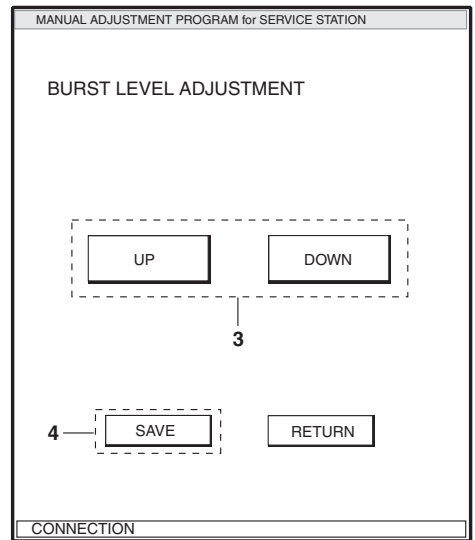 MANUAL ADJUSTMENT PROGRAM for SERVICE STATION
BURST LEVEL ADJUSTMENT
UP DOWN
3
4 SAVE RETURN
CONNECTION